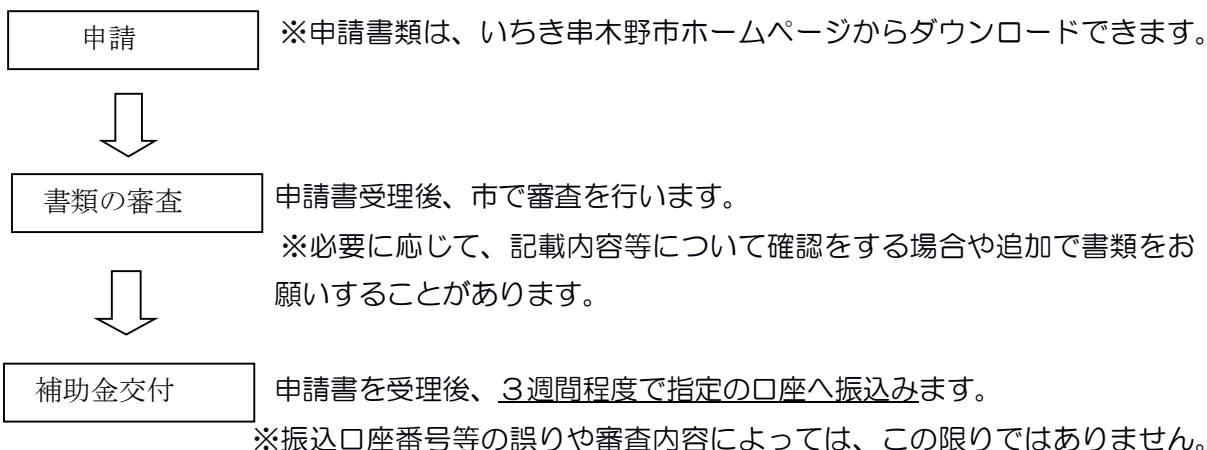 申請
※申請書類は、いちき串木野市ホームページからダウンロードできます。
書類の審査
申請書受理後、市で審査を行います。
※必要に応じて、記載内容等について確認をする場合や追加で書類をお
願いすることがあります。
補助金交付
申請書を受理後、３週間程度で指定の口座へ振込みます。
※振込口座番号等の誤りや審査内容によっては、この限りではありません。